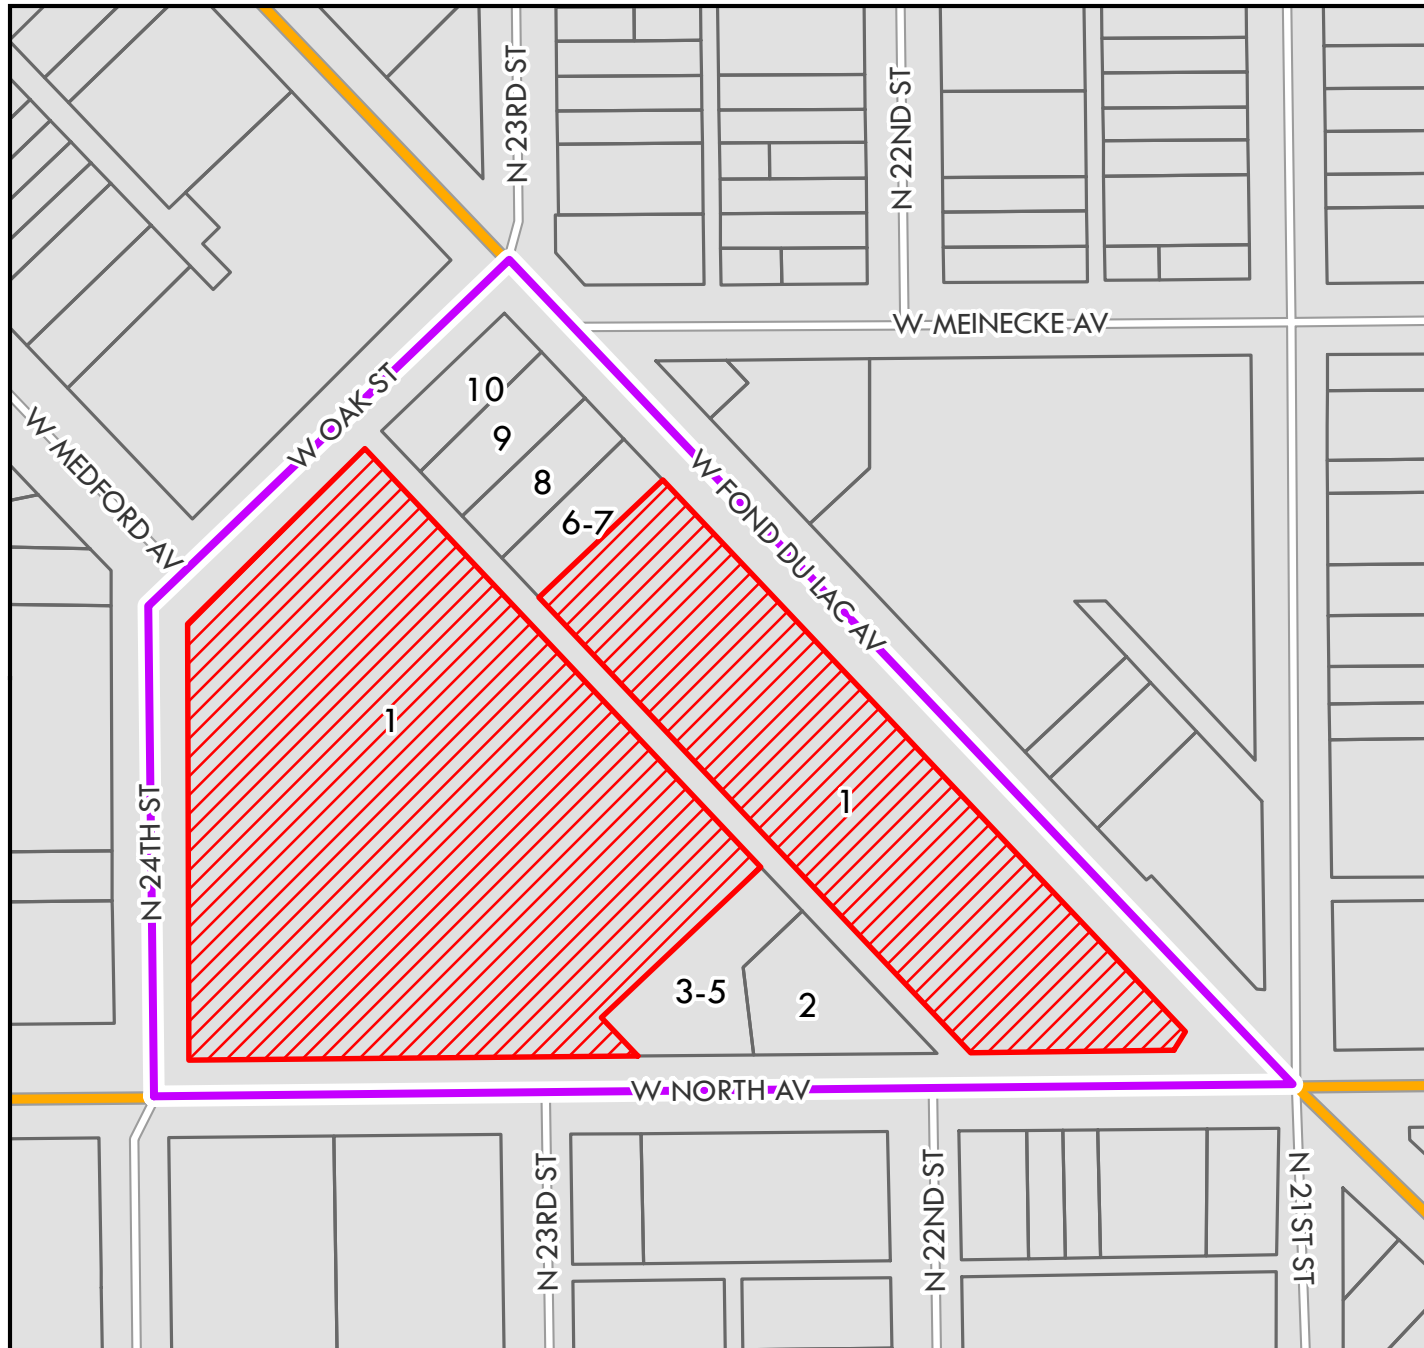 N 23RD ST
N 22ND ST
W MEINECKE AV
W OAK ST
W MEDFORD AV
10
9
8
6-7
W FOND DU LAC AV
1
1
N 24TH ST
3-5
2
W NORTH AV
N 23RD ST
N 22ND ST
N 21ST ST